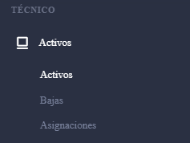 TÉCNICO
Activos
Activos
Bajas
Asignaciones